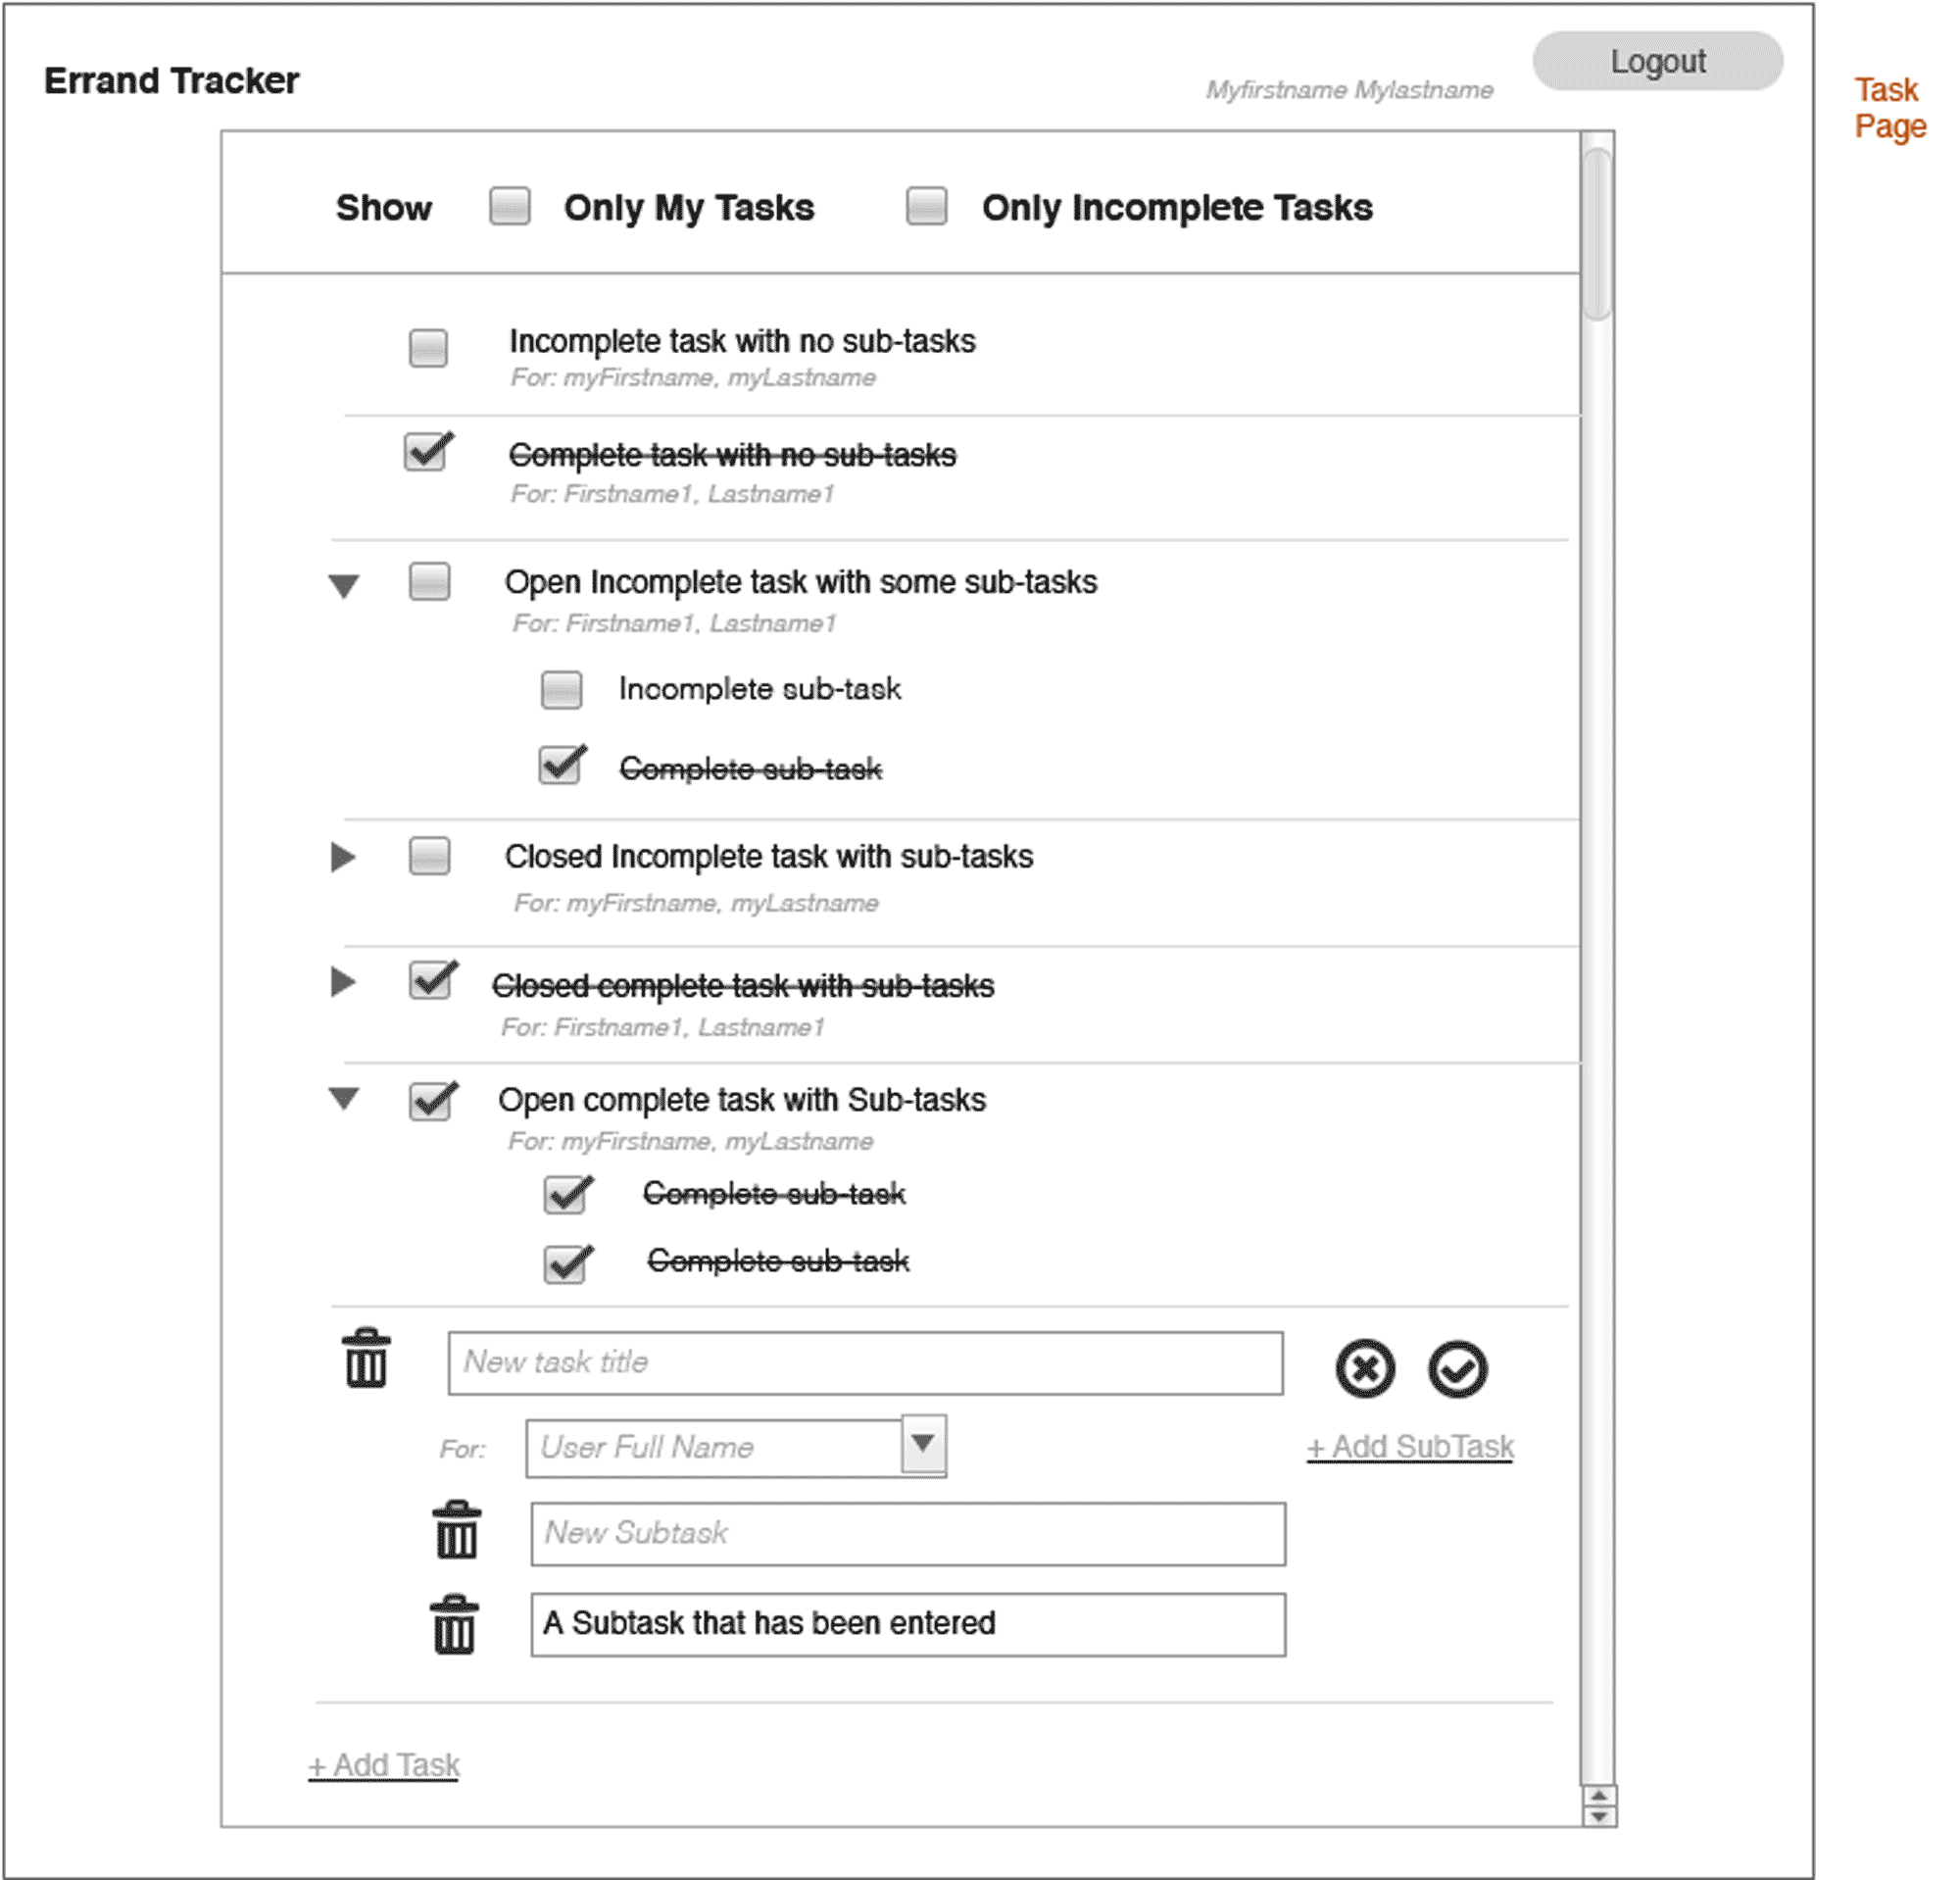 Errand Tracker
Myfirstname Mylastname
Logout
Task
Page
Show
Only My Tasks
Only Incomplete Tasks
Incomplete task with no sub-tasks
For: myFirstname, myLastname
Complete task with no sub-tasks
For: Firstname1, Lastname1
Open Incomplete task with some sub-tasks
For: Firstname1, Lastname1
Incomplete sub-task
Complete sub-task
Closed Incomplete task with sub-tasks
For: myFirstname, myLastname
Closed complete task with sub-tasks
For: Firstname1, Lastname1
Open complete task with Sub-tasks
For: myFirstname, myLastname
Complete sub-task
Complete sub-task
New task title
For:
User Full Name
+ Add SubTask
New Subtask
A Subtask that has been entered
+ Add Task